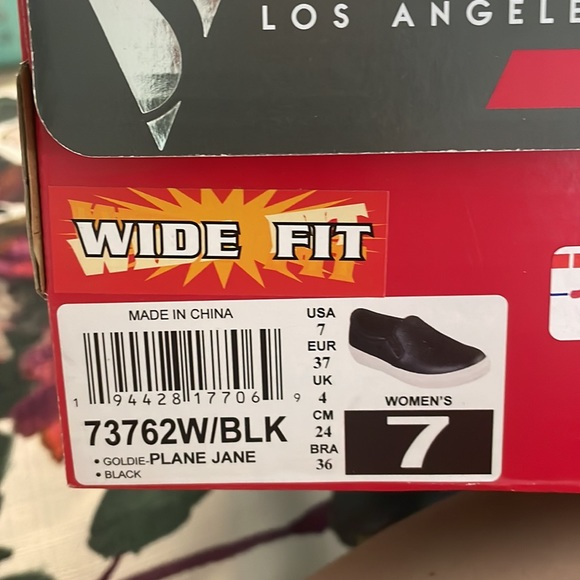 LOS ANGELE
WIDE FIT
MADE IN CHINA
1 94428 17706 9
73762W/BLK
• GOLDIE-PLANE JANE
• BLACK
USA
7
EUR
37
UK
4
CM
24
BRA
36
WOMEN'S
7